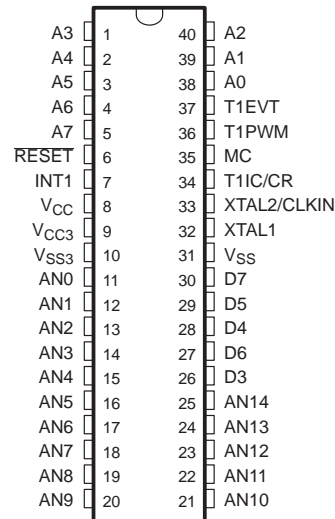 A3 1 40 A2
A4 2 39 A1
A5 3 38 A0
A6 4 37 T1EVT
A7 5 36 T1PWM
RESET 6 35 MC
INT1 7 34 T1IC/CR
VCC 8 33 XTAL2/CLKIN
VCC3 9 32 XTAL1
VSS3 10 31 VSS
AN0 11 30 D7
AN1 12 29 D5
AN2 13 28 D4
AN3 14 27 D6
AN4 15 26 D3
AN5 16 25 AN14
AN6 17 24 AN13
AN7 18 23 AN12
AN8 19 22 AN11
AN9 20 21 AN10